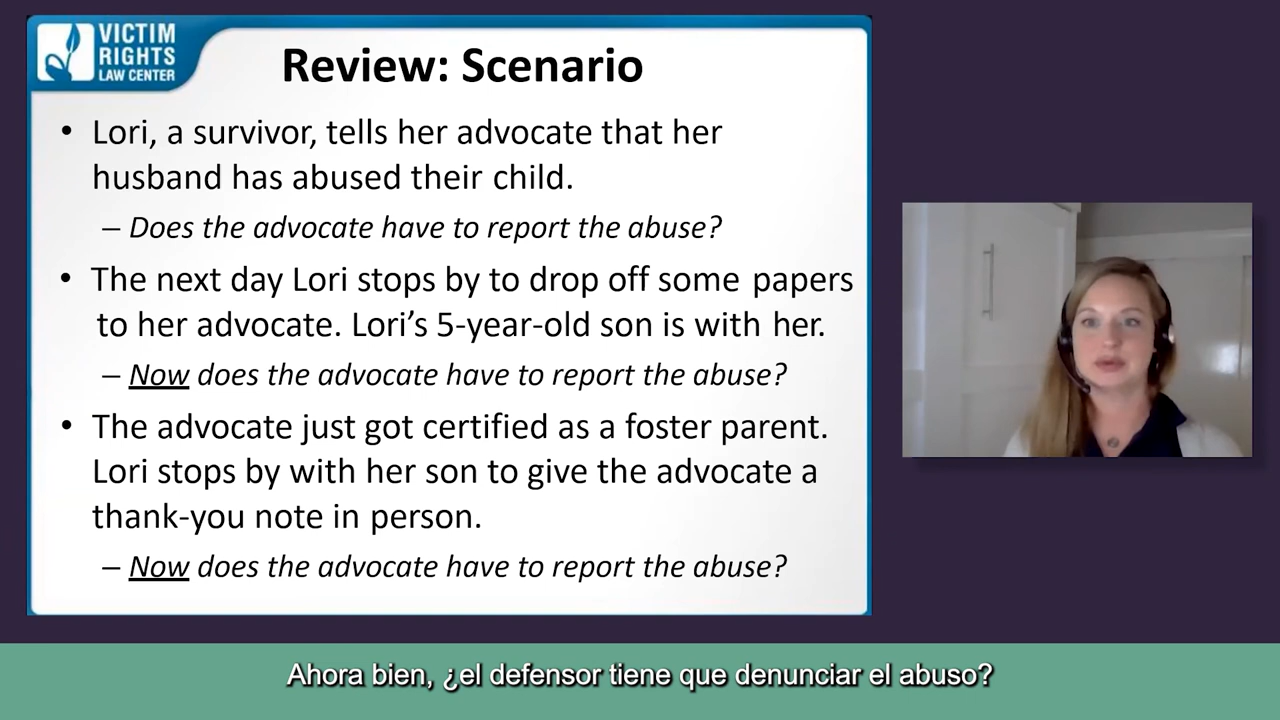 VICTIM
RIGHTS
LAW CENTER
Review: Scenario
• Lori, a survivor, tells her advocate that her
husband has abused their child.
– Does the advocate have to report the abuse?
• The next day Lori stops by to drop off some papers
to her advocate. Lori’s 5-year-old son is with her.
– Now does the advocate have to report the abuse?
• The advocate just got certified as a foster parent.
Lori stops by with her son to give the advocate a
thank-you note in person.
– Now does the advocate have to report the abuse?
Ahora bien, ¿el defensor tiene que denunciar el abuso?